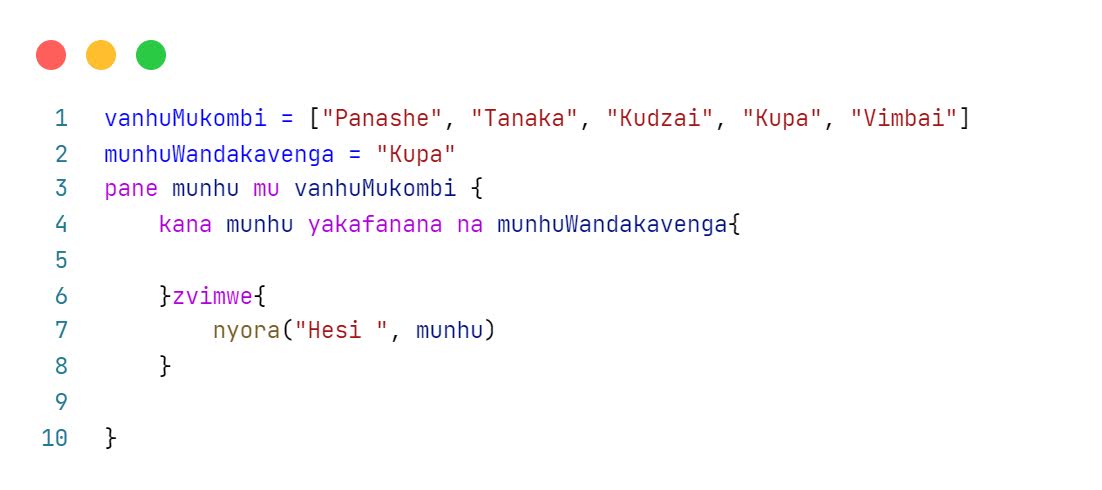 1 vanhuMukombi = ["Panashe", "Tanaka", "Kudzai", "Kupa", "Vimbai"]
2 munhuWandakavenga = "Kupa"
3 pane munhu mu vanhuMukombi {
4     kana munhu yakafanana na munhuWandakavenga{
5
6     }zvimwe{
7         nyora("Hesi ", munhu)
8     }
9
10 }